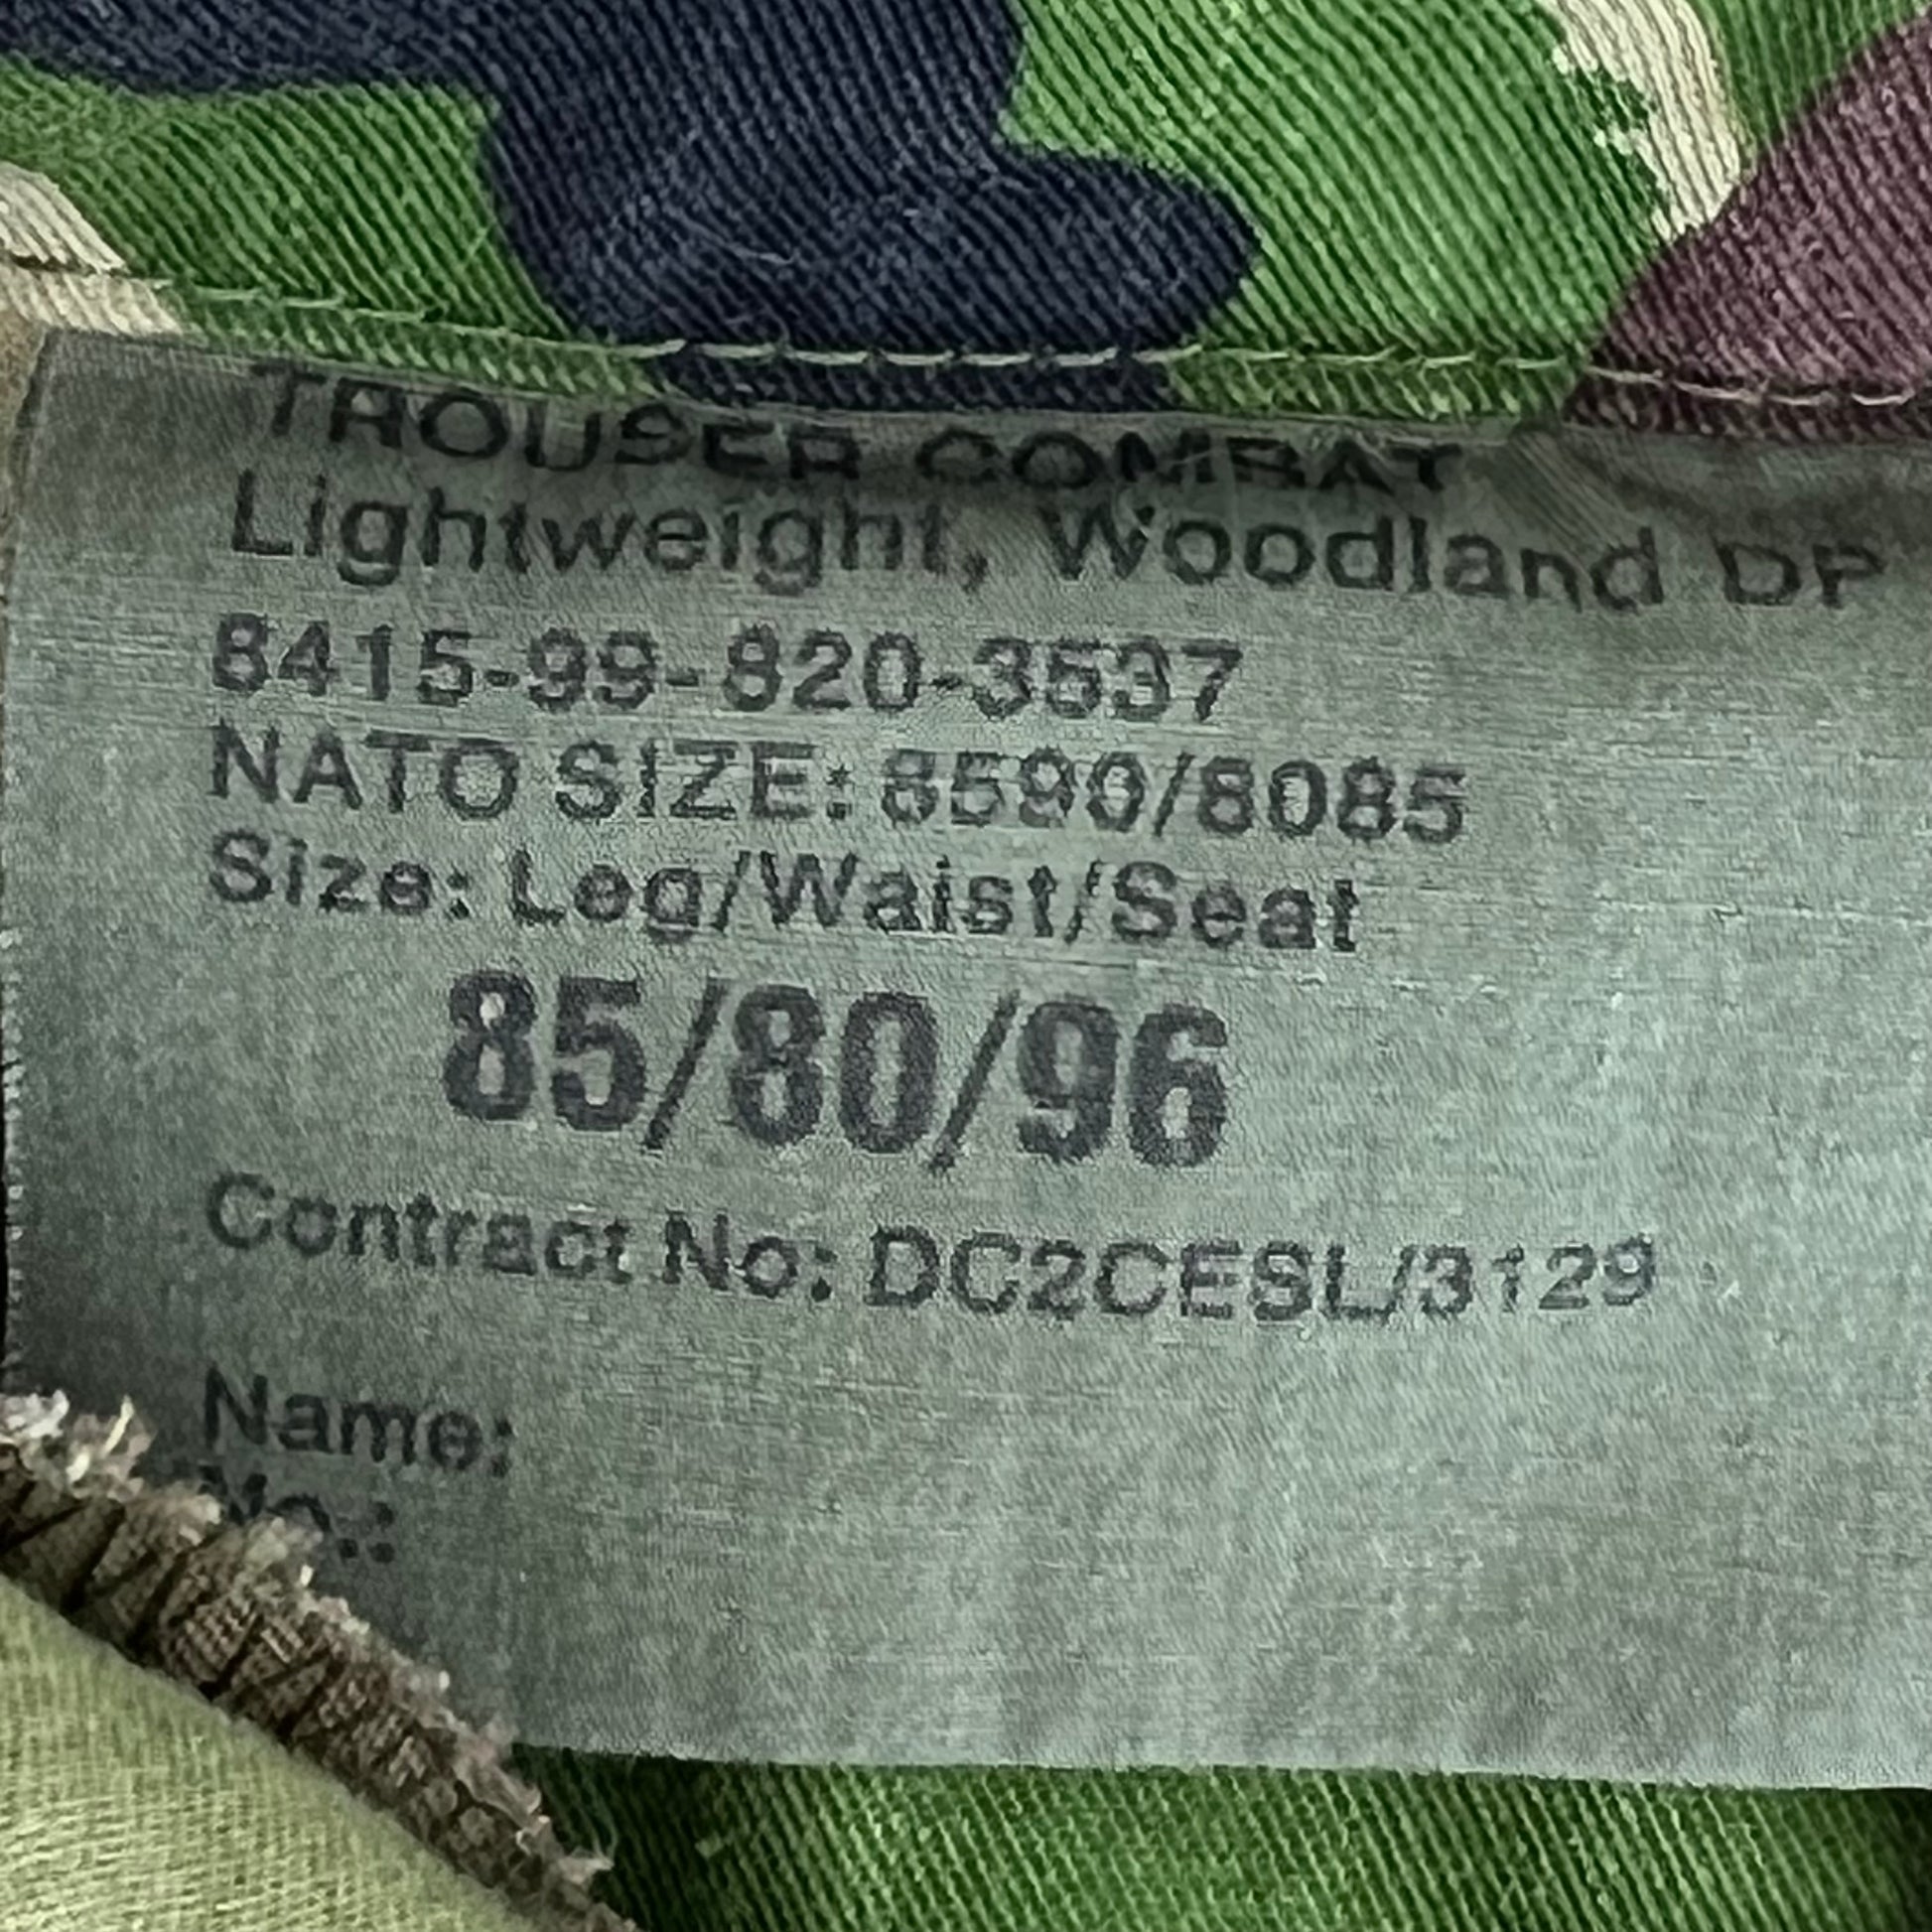 TROUSER COMBAT
Lightweight, Woodland DP
8415-99-820-3537
NATO SIZE: 8590/8085
Size: Leg/Waist/Seat
85/80/96
Contract No: DC2CESL/3129
Name:
No.: